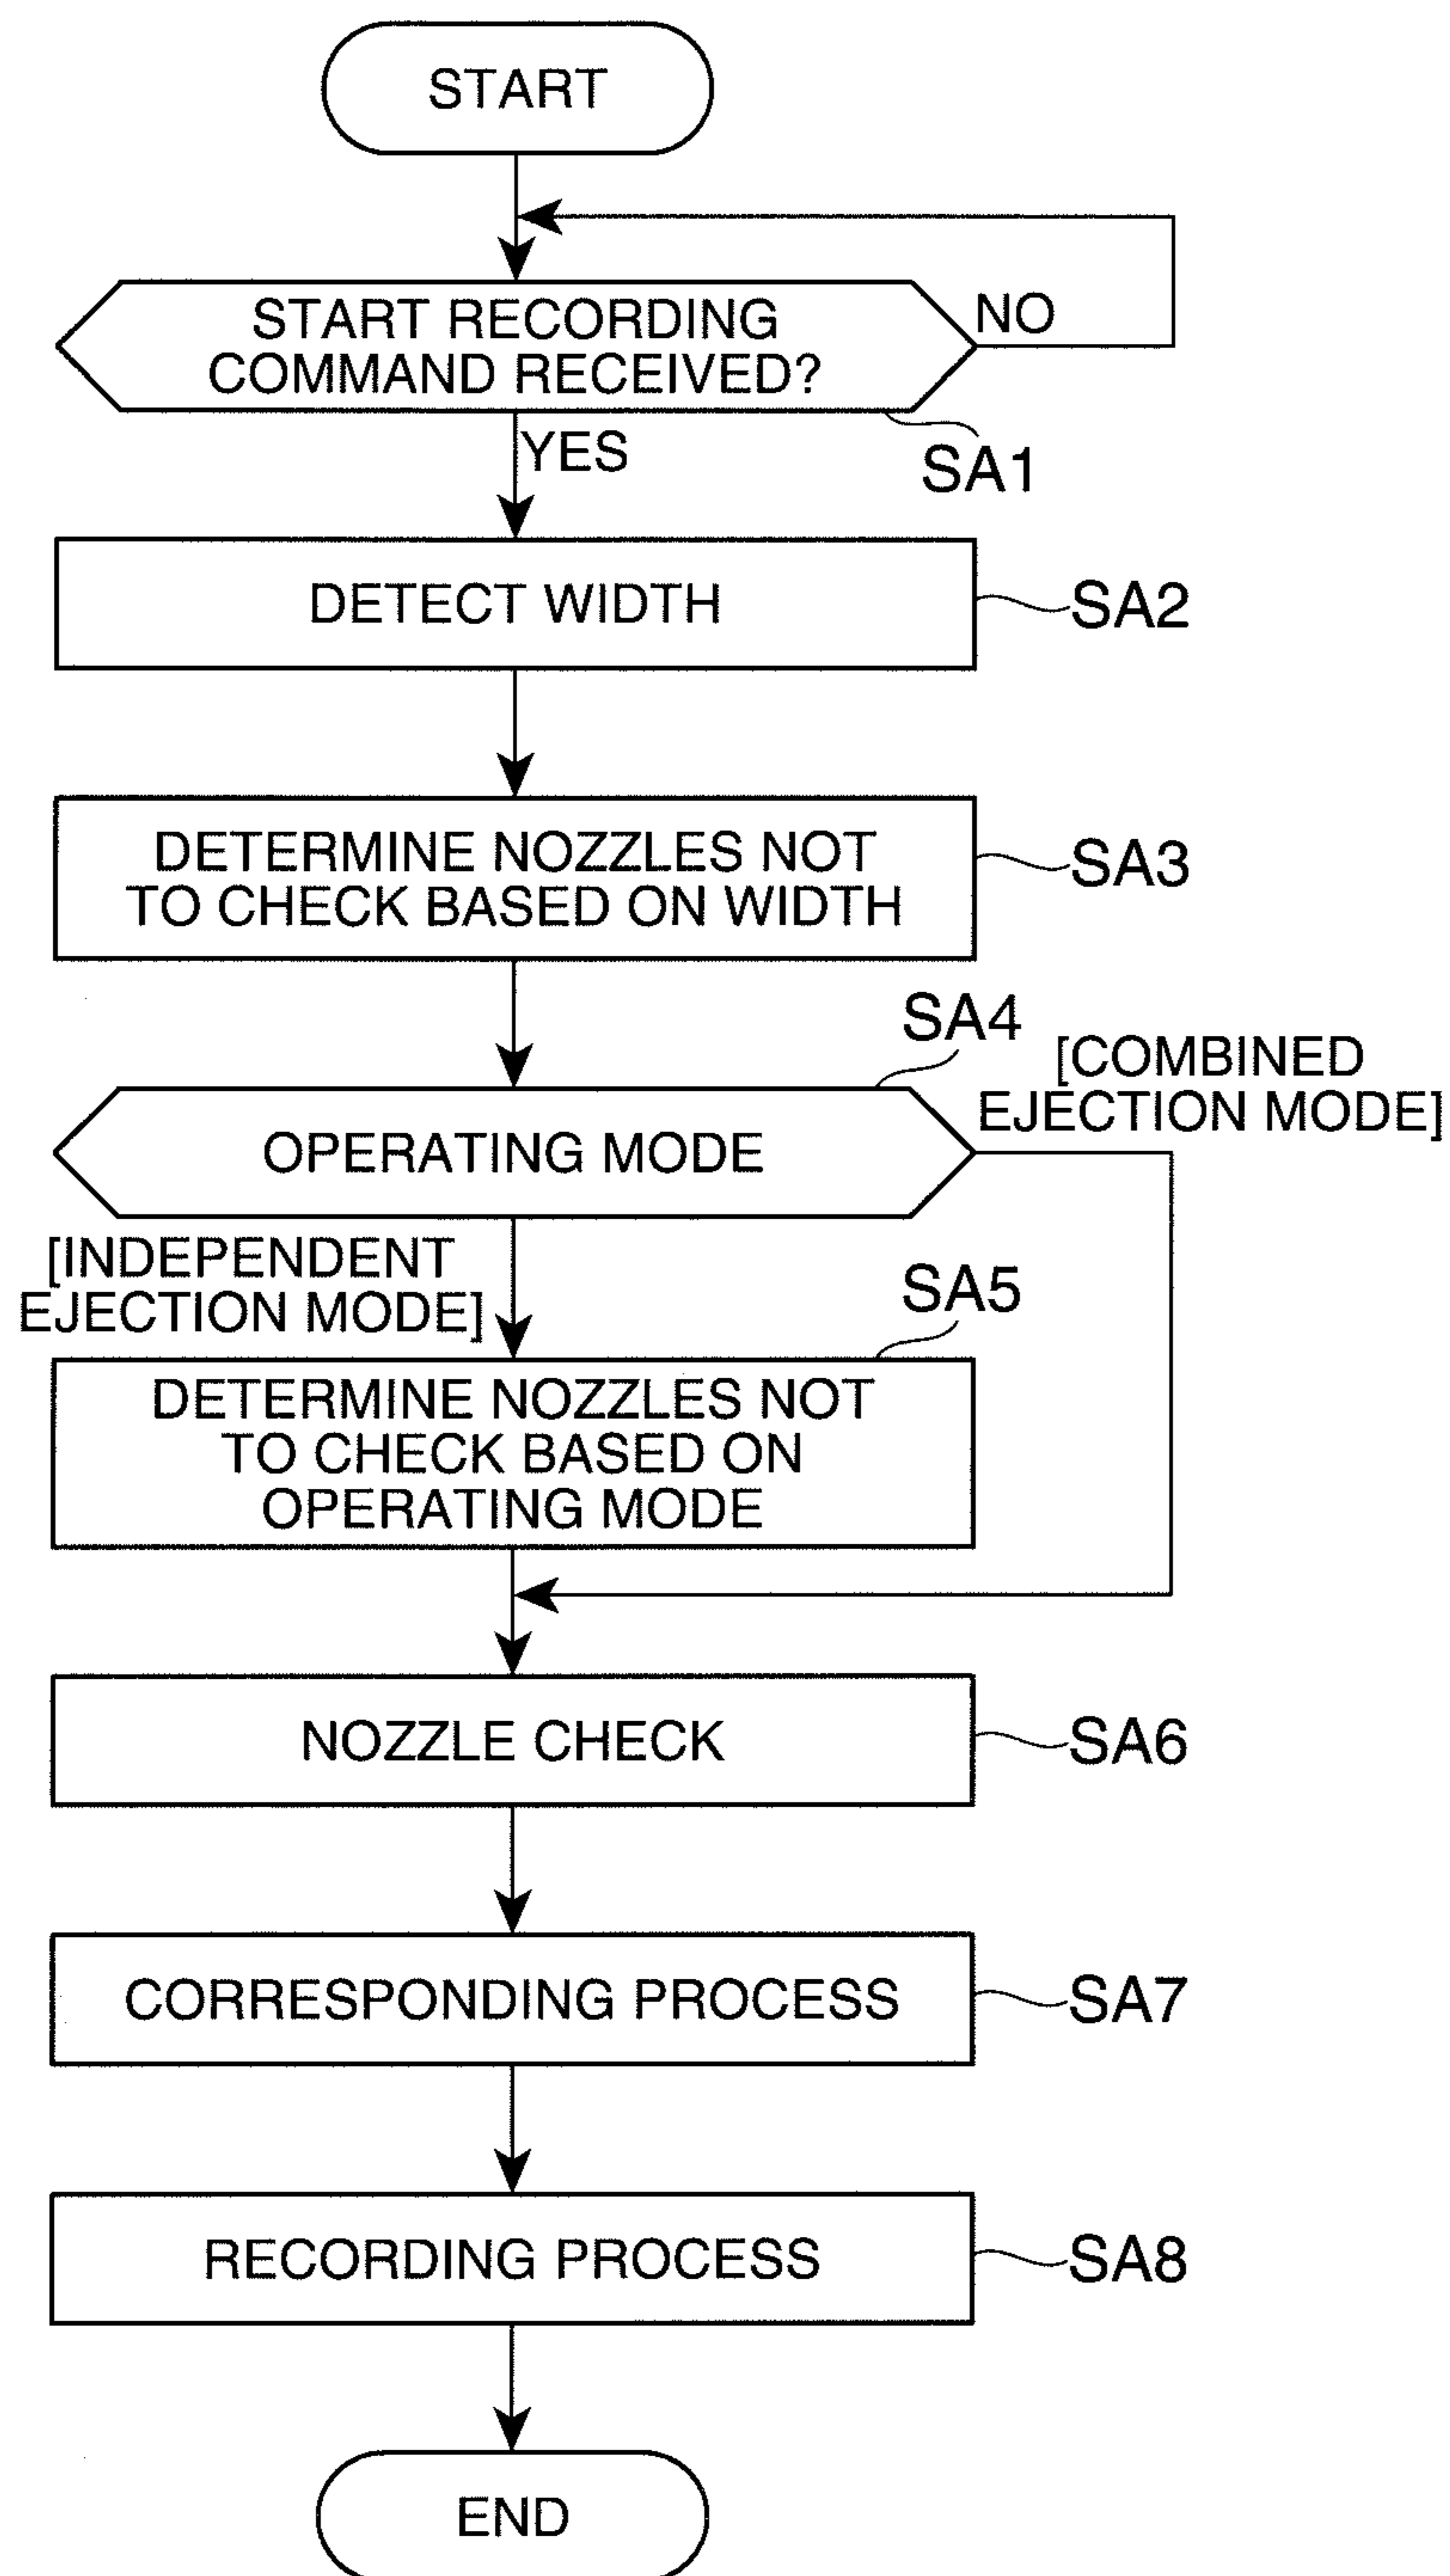 START
START RECORDING
COMMAND RECEIVED?
NO
YES
SA1
DETECT WIDTH
SA2
DETERMINE NOZZLES NOT
TO CHECK BASED ON WIDTH
SA3
SA4
[COMBINED
EJECTION MODE]
OPERATING MODE
[INDEPENDENT
EJECTION MODE]
SA5
DETERMINE NOZZLES NOT
TO CHECK BASED ON
OPERATING MODE
NOZZLE CHECK
SA6
CORRESPONDING PROCESS
SA7
RECORDING PROCESS
SA8
END